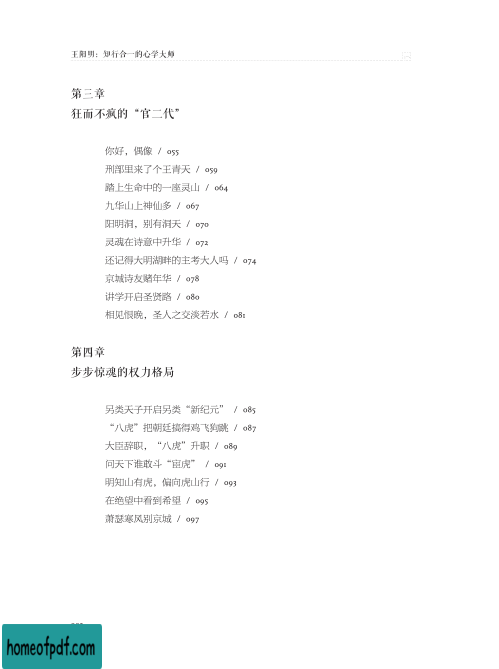 王阳明：知行合一的心学大师
第三章
狂而不疯的“官二代”
你好，偶像 / 055
刑部里来了个王青天 / 059
踏上生命中的一座灵山 / 064
九华山上神仙多 / 067
阳明洞，别有洞天 / 070
灵魂在诗意中升华 / 072
还记得大明湖畔的主考大人吗 / 074
京城诗友赌年华 / 078
讲学开启圣贤路 / 080
相见恨晚，圣人之交淡若水 / 081
第四章
步步惊魂的权力格局
另类天子开启另类“新纪元” / 085
“八虎”把朝廷搞得鸡飞狗跳 / 087
大臣辞职，“八虎”升职 / 089
问天下谁敢斗“宦虎” / 091
明知山有虎，偏向虎山行 / 093
在绝望中看到希望 / 095
萧瑟寒风别京城 / 097
homeofpdf.com